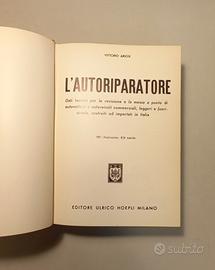 VITTORIO ARIOSI
L'AUTORIPARATORE
Dati tecnici per la revisione e la messa a punto di
automobili e autoveicoli commerciali, leggeri e fuori-
strada, costruiti ed importati in Italia
EDITORE ULRICO HOEPLI MILANO
subito